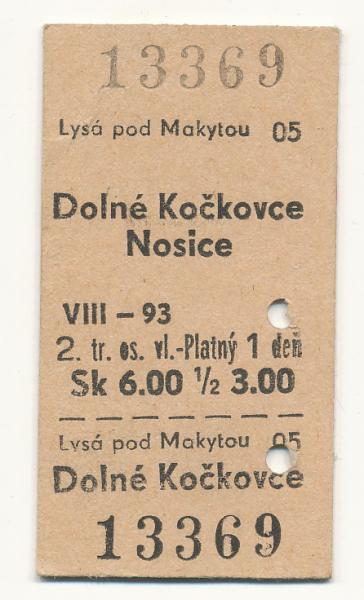 13369
Lysá pod Makytou 05
Dolné Kočkovce
Nosice
VIII – 93
2. tr. os. vl.-Platný 1 deň
Sk 6.00 ½ 3.00
Lysá pod Makytou 05
Dolné Kočkovce
13369